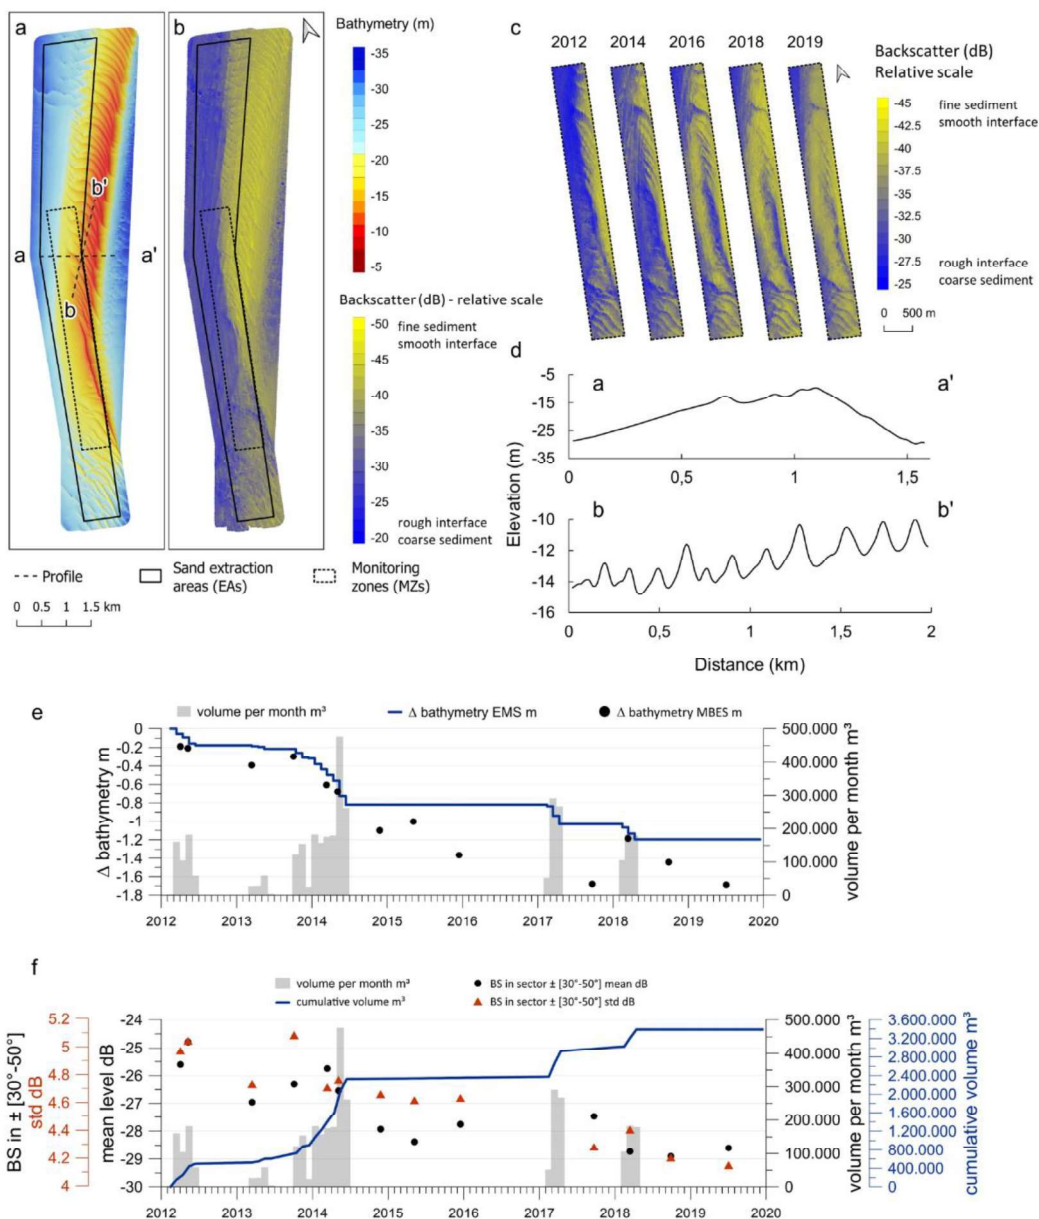 a
b
Bathymetry (m)
-35
-30
-25
-20
-15
-10
-5
b'
a
a'
b
Backscatter (dB) - relative scale
-50
fine sediment
smooth interface
-45
-40
-35
-30
-25
rough interface
coarse sediment
-20
Profile
Sand extraction
areas (EAs)
Monitoring
zones (MZs)
0 0.5 1 1.5 km
c
2012 2014 2016 2018 2019
Backscatter (dB)
Relative scale
-45
fine sediment
smooth interface
-42.5
-40
-37.5
-35
-32.5
-30
-27.5
rough interface
coarse sediment
-25
0 500 m
d
Elevation (m)
-5
-15
-25
-35
a
a'
0 0,5 1 1,5
-10
-12
-14
-16
b
b'
0 0,5 1 1,5 2
Distance (km)
e
volume per month m³
Δ bathymetry EMS m
Δ bathymetry MBES m
Δ bathymetry m
0
-0.2
-0.4
-0.6
-0.8
-1
-1.2
-1.4
-1.6
-1.8
500.000
400.000
300.000
200.000
100.000
0
volume per month m³
2012 2013 2014 2015 2016 2017 2018 2019 2020
f
volume per month m³
BS in sector ± [30°-50°] mean dB
cumulative volume m³
BS in sector ± [30°-50°] std dB
BS in ± [30°-50°]
std dB
5.2
5
4.8
4.6
4.4
4.2
4
mean level dB
-24
-25
-26
-27
-28
-29
-30
500.000
400.000
300.000
200.000
100.000
0
volume per month m³
3.600.000
3.200.000
2.800.000
2.400.000
2.000.000
1.600.000
1.200.000
800.000
400.000
0
cumulative volume m³
2012 2013 2014 2015 2016 2017 2018 2019 2020